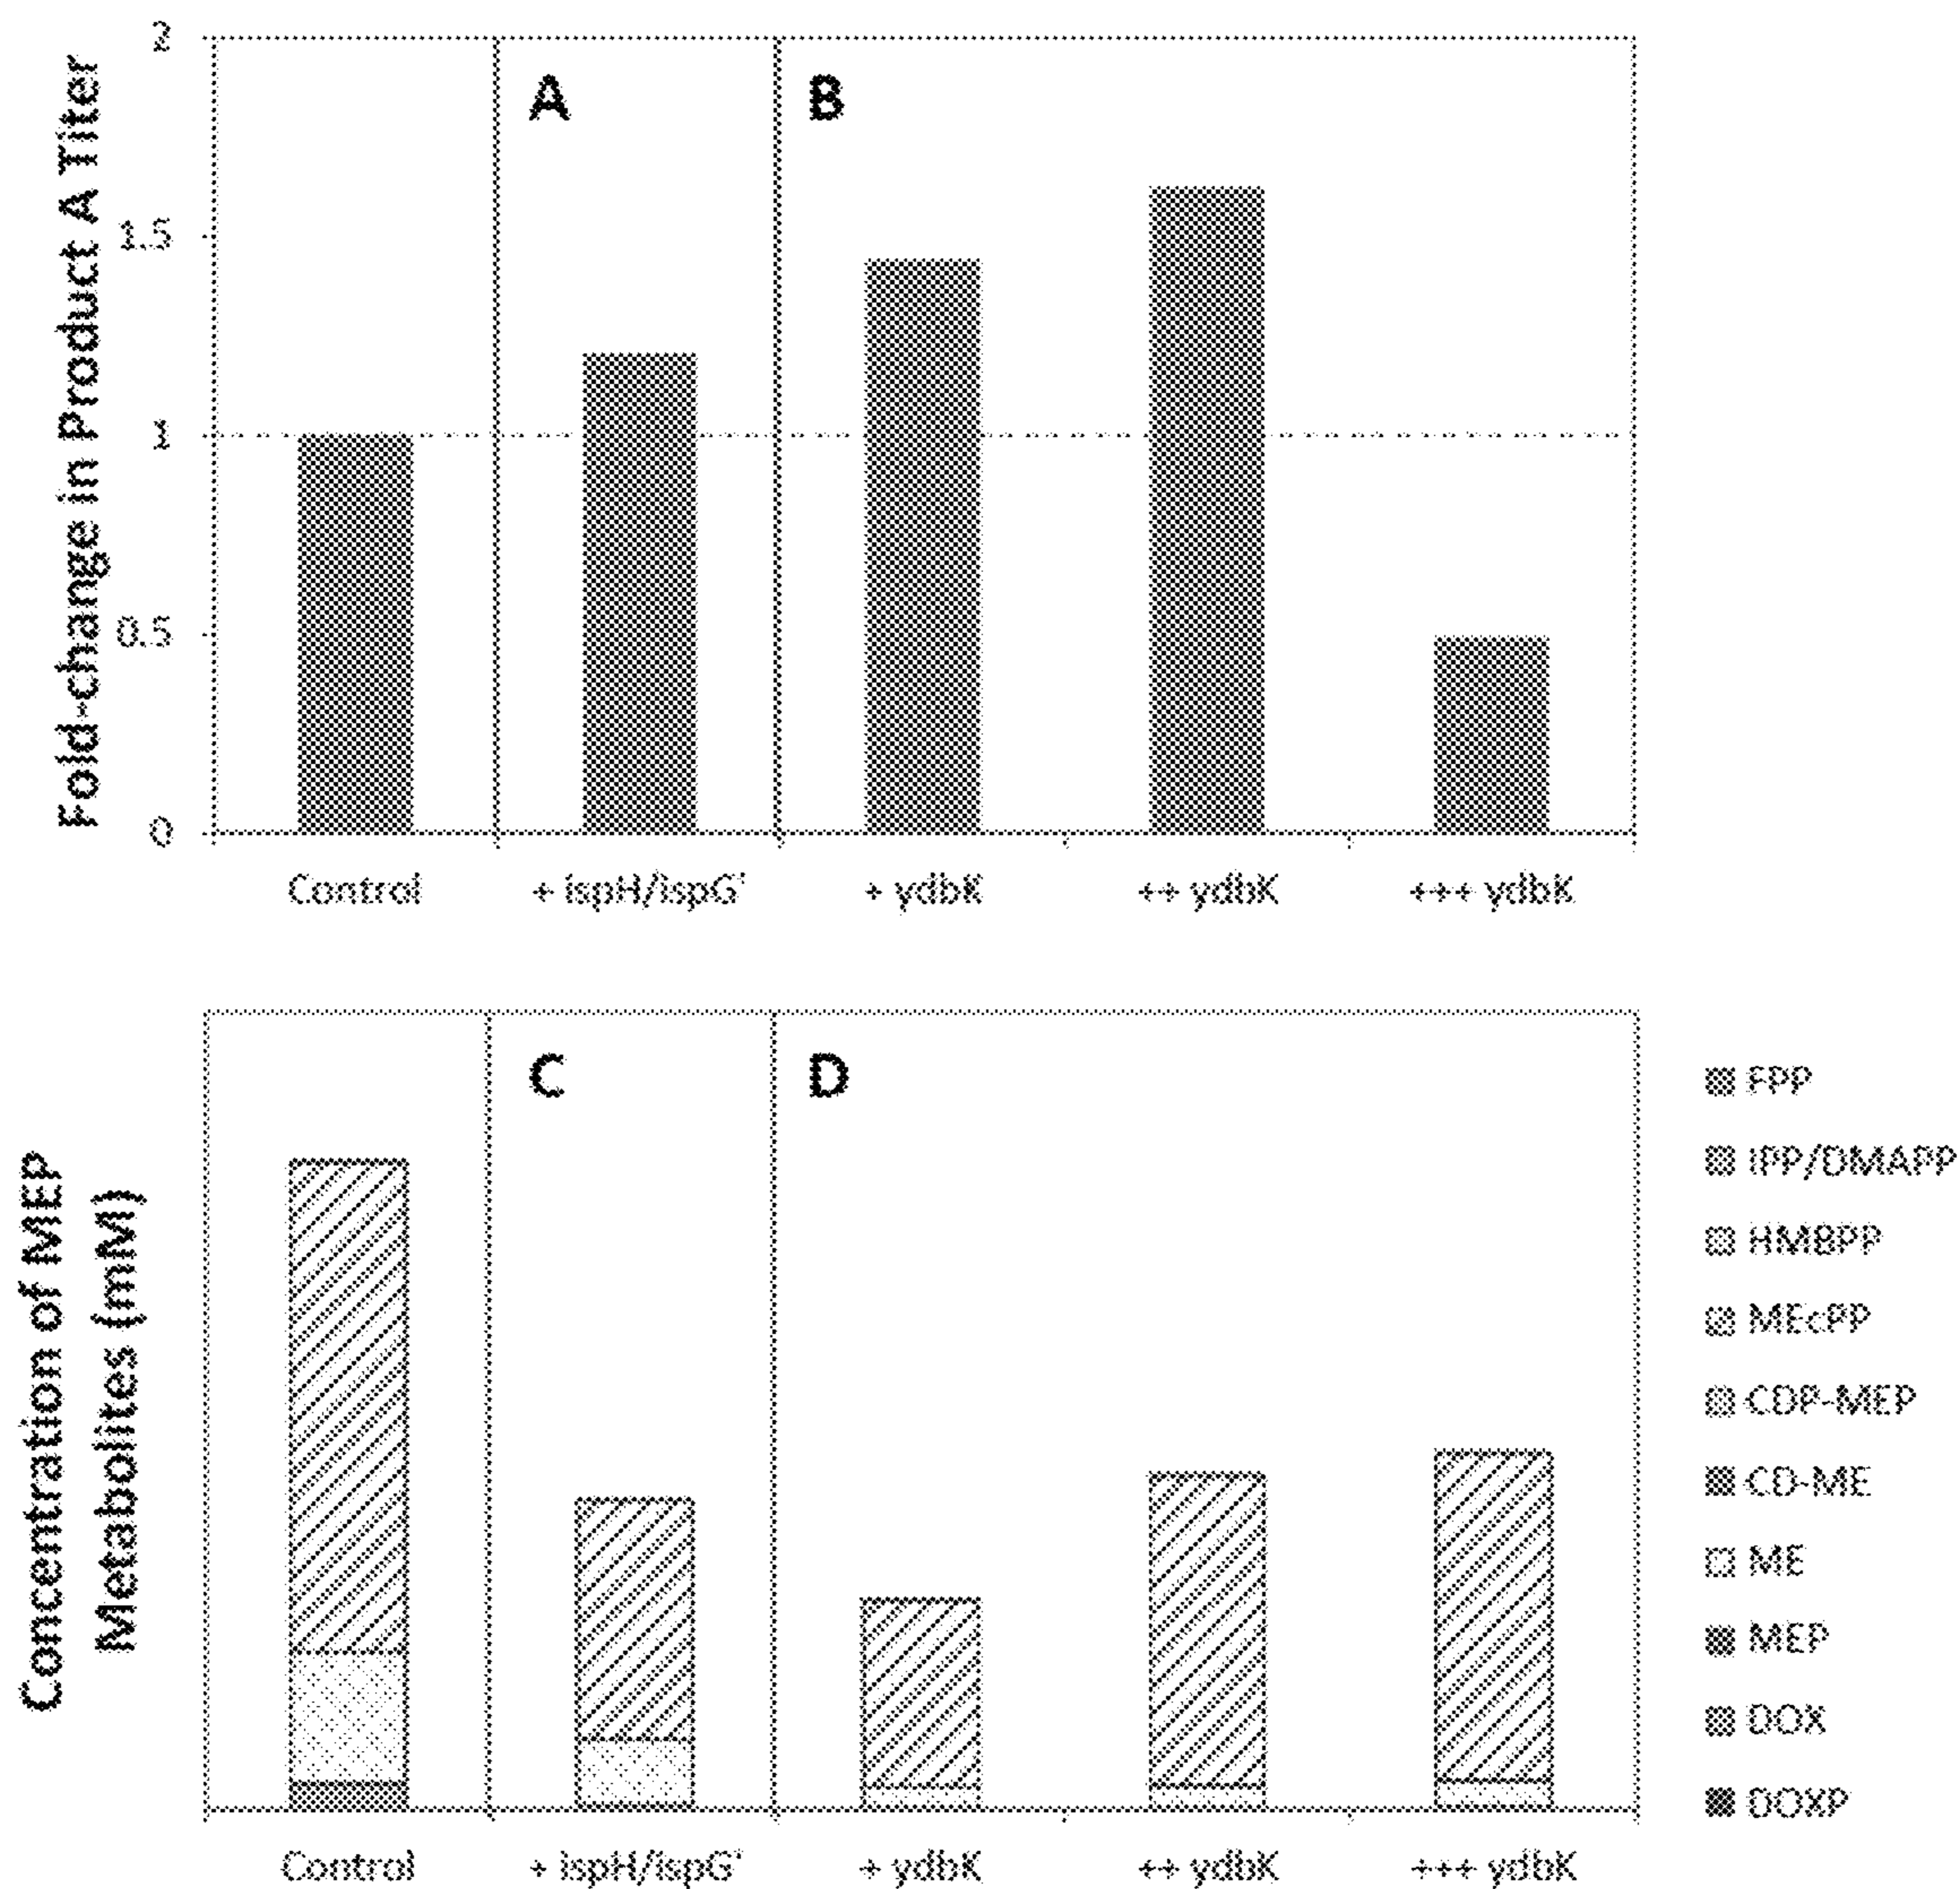 Fold-change in Product A Titer
2
1.5
1
0.5
0
A
B
Control
+ ispH/ispG'
+ ydbK
++ ydbK
+++ ydbK
Concentration of MEP
Metabolites (mM)
C
D
Control
+ ispH/ispG'
+ ydbK
++ ydbK
+++ ydbK
FPP
IPP/DMAPP
HMBPP
MEcPP
CDP-MEP
CD-ME
ME
MEP
DOX
DOXP